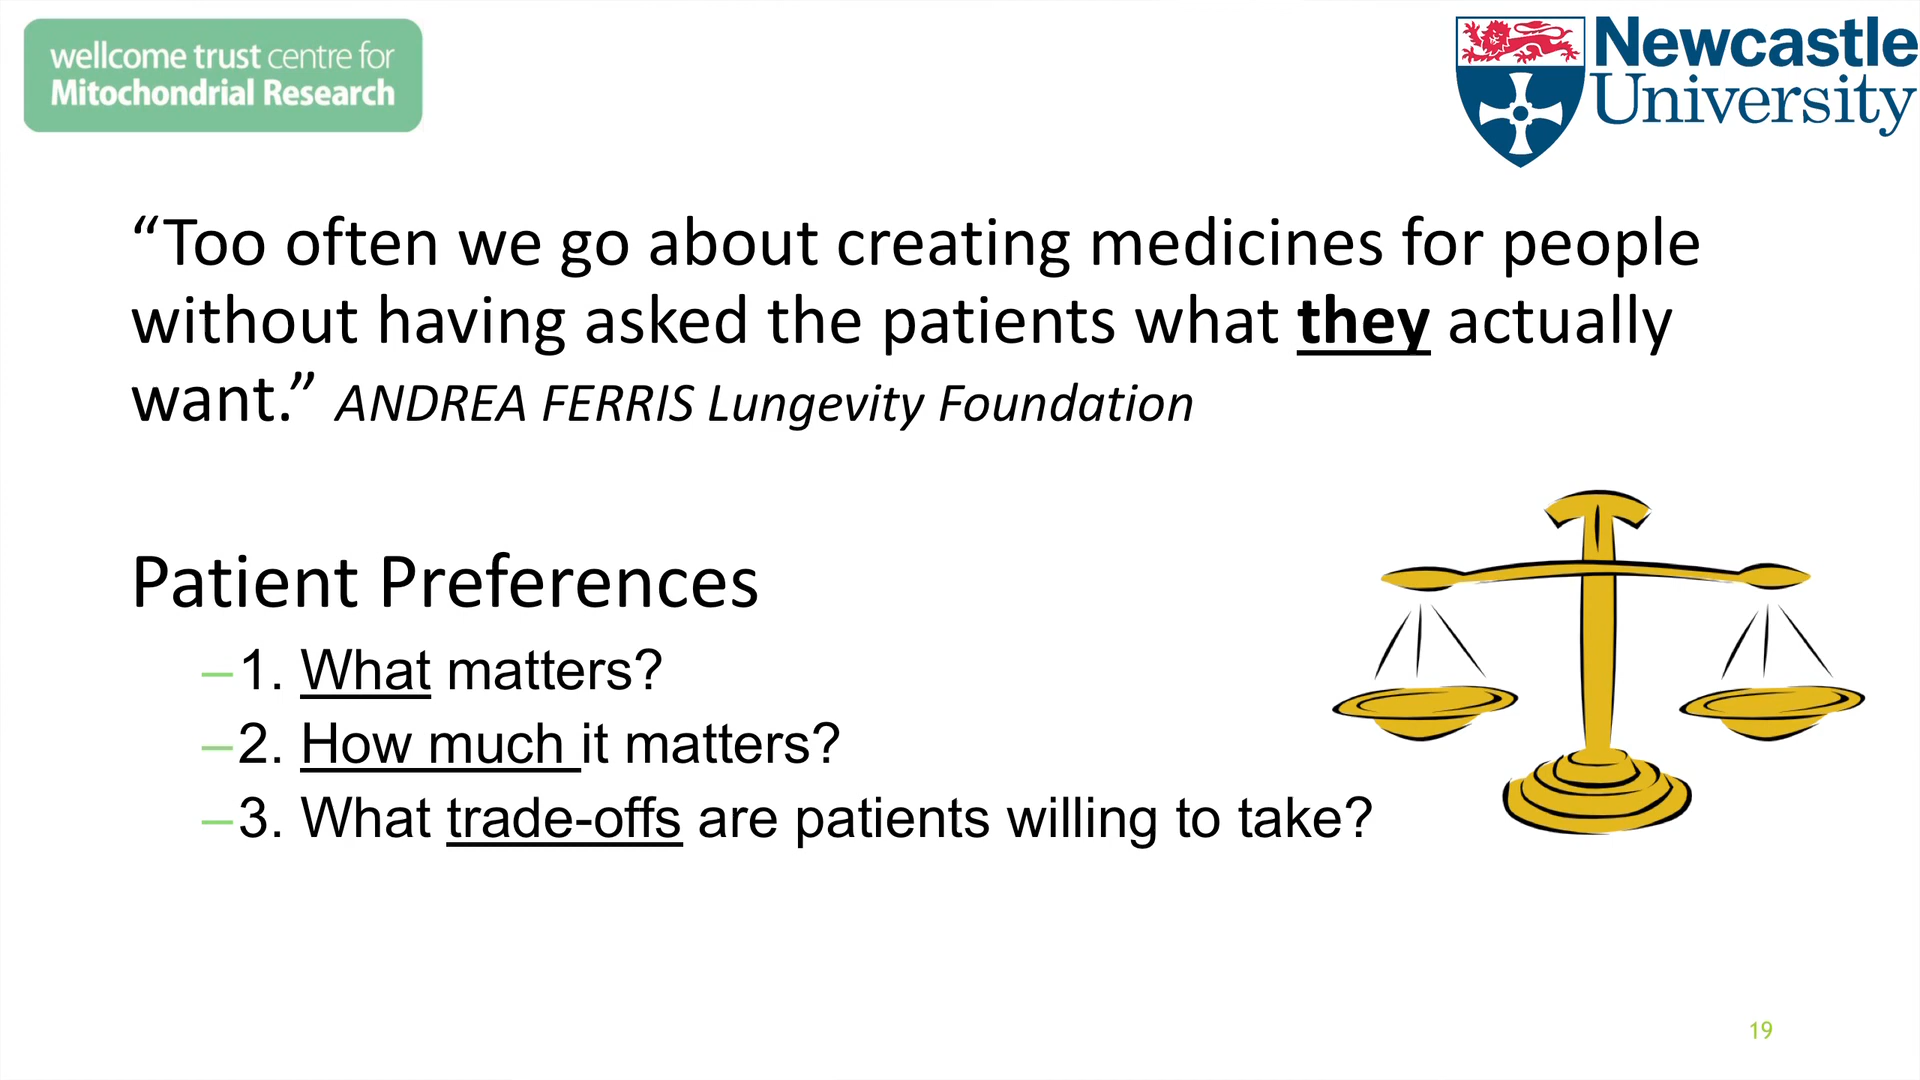 wellcome trust centre for
Mitochondrial Research
Newcastle
University
“Too often we go about creating medicines for people
without having asked the patients what they actually
want.” ANDREA FERRIS Lungevity Foundation
Patient Preferences
–1. What matters?
–2. How much it matters?
–3. What trade-offs are patients willing to take?
19